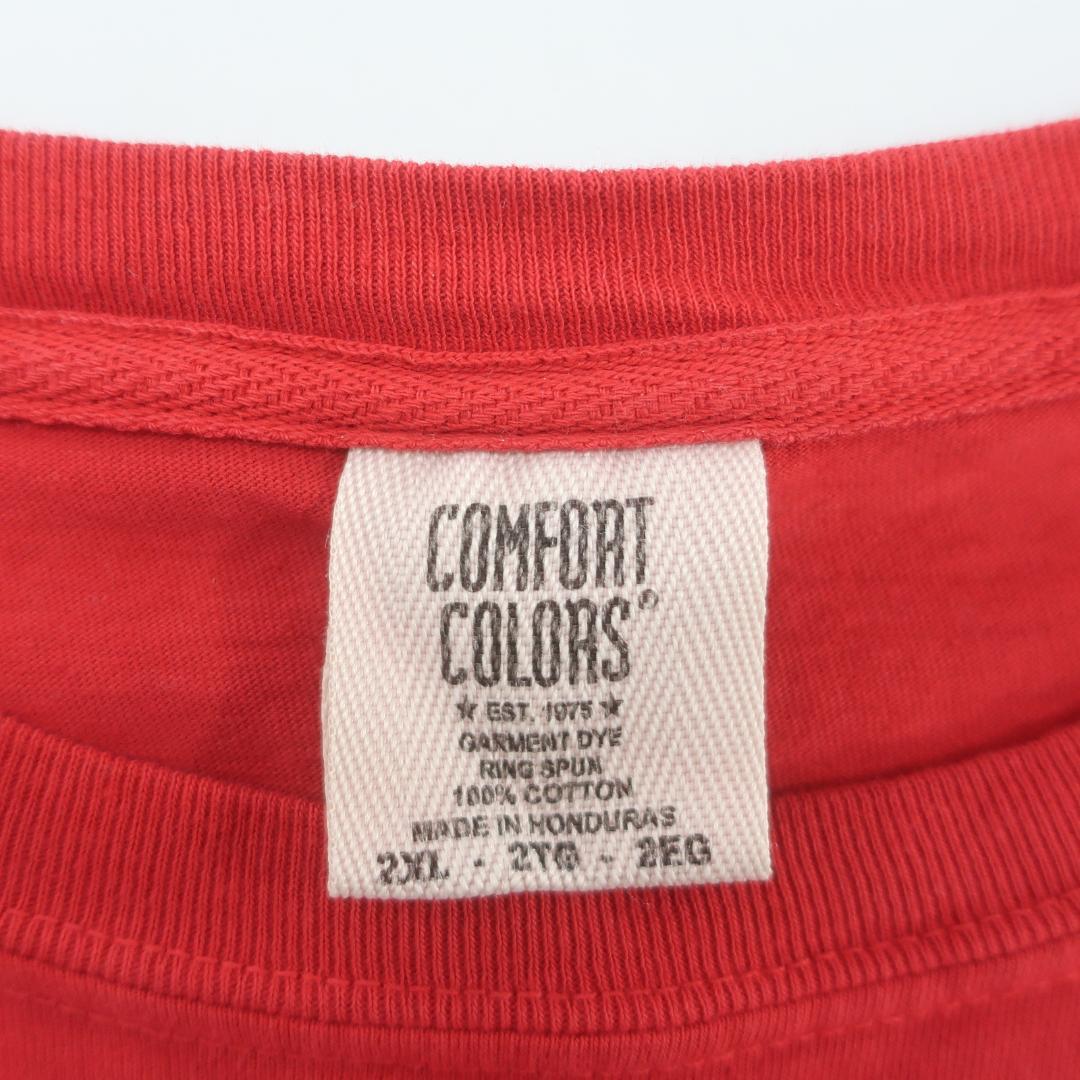 COMFORT
COLORS®
★ EST. 1975 ★
GARMENT DYE
RING SPUN
100% COTTON
MADE IN HONDURAS
2XL - 2TG - 2EG